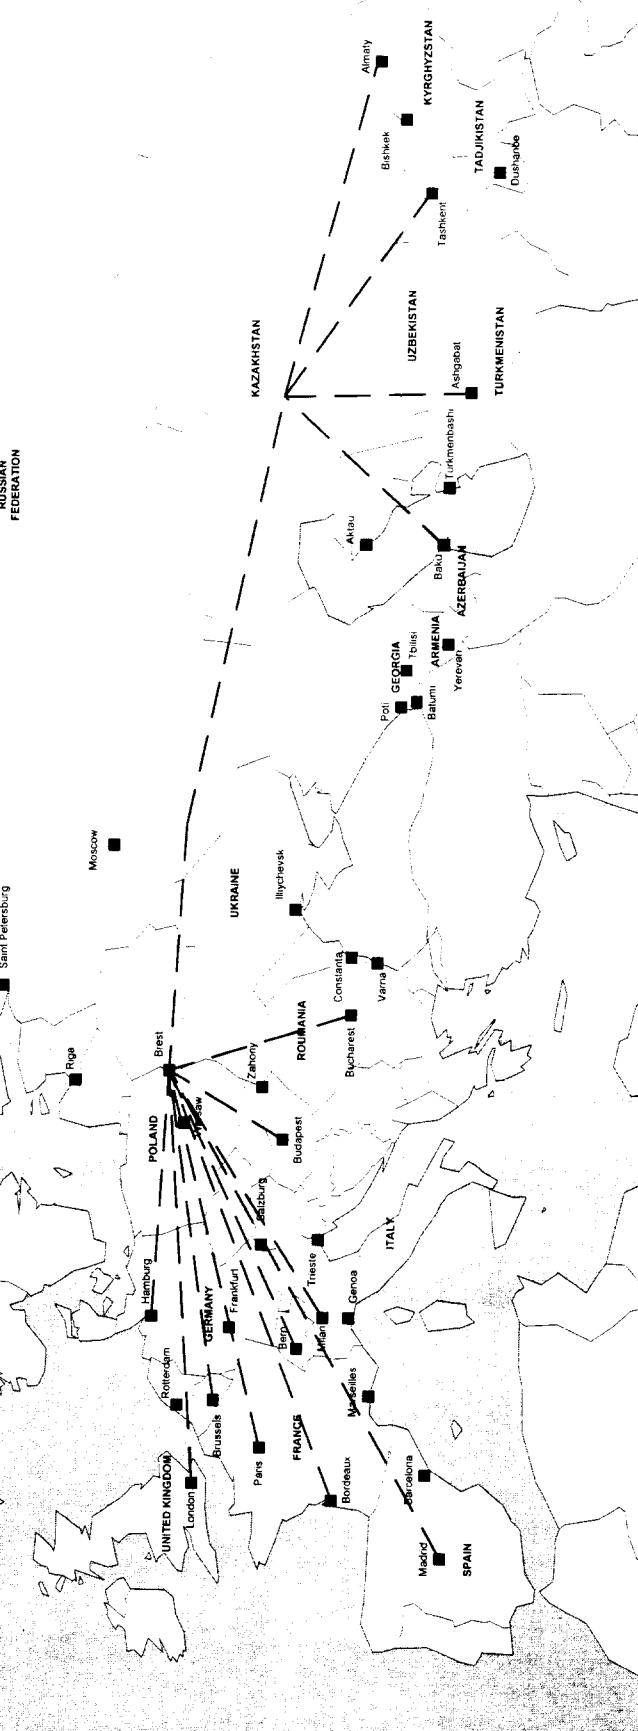 Saint Petersburg
RUSSIAN
FEDERATION
Riga
Moscow
Hamburg
POLAND
Brest
Warsaw
Rotterdam
UNITED KINGDOM
London
Brussels
GERMANY
Frankfurt
Salzburg
Zahony
UKRAINE
KAZAKHSTAN
Almaty
Paris
FRANCE
Bern
Budapest
ROUMANIA
Illiychevsk
Bishkek
KYRGHYZSTAN
Bordeaux
Milan
Trieste
Genoa
Bucharest
Constanta
Varna
Aktau
UZBEKISTAN
Tashkent
Marseilles
ITALY
Poti
GEORGIA
Tbilisi
Batumi
ARMENIA
Yerevan
Baku
AZERBAIJAN
Turkmenbashi
Ashgabat
TURKMENISTAN
TADJIKISTAN
Dushanbe
Barcelona
Madrid
SPAIN